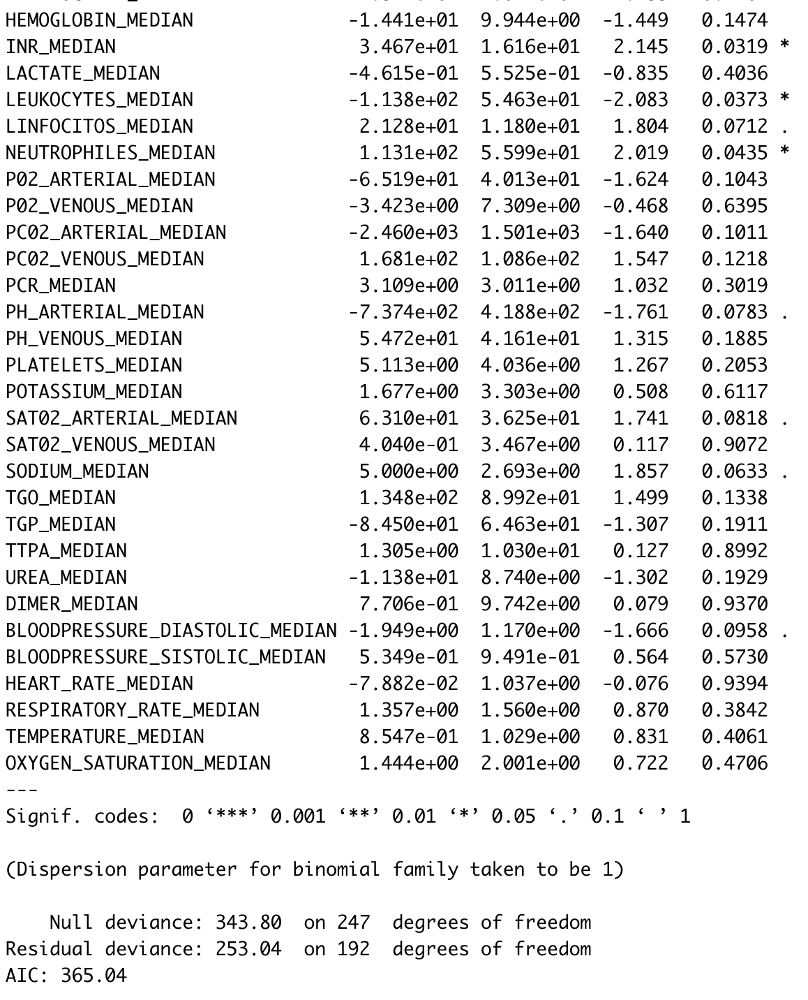 HEMOGLOBIN_MEDIAN -1.441e+01 9.944e+00 -1.449 0.1474
INR_MEDIAN 3.467e+01 1.616e+01 2.145 0.0319 *
LACTATE_MEDIAN -4.615e-01 5.525e-01 -0.835 0.4036
LEUKOCYTES_MEDIAN -1.138e+02 5.463e+01 -2.083 0.0373 *
LINFOCITOS_MEDIAN 2.128e+01 1.180e+01 1.804 0.0712 .
NEUTROPHILES_MEDIAN 1.131e+02 5.599e+01 2.019 0.0435 *
P02_ARTERIAL_MEDIAN -6.519e+01 4.013e+01 -1.624 0.1043
P02_VENOUS_MEDIAN -3.423e+00 7.309e+00 -0.468 0.6395
PC02_ARTERIAL_MEDIAN -2.460e+03 1.501e+03 -1.640 0.1011
PC02_VENOUS_MEDIAN 1.681e+02 1.086e+02 1.547 0.1218
PCR_MEDIAN 3.109e+00 3.011e+00 1.032 0.3019
PH_ARTERIAL_MEDIAN -7.374e+02 4.188e+02 -1.761 0.0783 .
PH_VENOUS_MEDIAN 5.472e+01 4.161e+01 1.315 0.1885
PLATELETS_MEDIAN 5.113e+00 4.036e+00 1.267 0.2053
POTASSIUM_MEDIAN 1.677e+00 3.303e+00 0.508 0.6117
SAT02_ARTERIAL_MEDIAN 6.310e+01 3.625e+01 1.741 0.0818 .
SAT02_VENOUS_MEDIAN 4.040e-01 3.467e+00 0.117 0.9072
SODIUM_MEDIAN 5.000e+00 2.693e+00 1.857 0.0633 .
TGO_MEDIAN 1.348e+02 8.992e+01 1.499 0.1338
TGP_MEDIAN -8.450e+01 6.463e+01 -1.307 0.1911
TTPA_MEDIAN 1.305e+00 1.030e+01 0.127 0.8992
UREA_MEDIAN -1.138e+01 8.740e+00 -1.302 0.1929
DIMER_MEDIAN 7.706e-01 9.742e+00 0.079 0.9370
BLOODPRESSURE_DIASTOLIC_MEDIAN -1.949e+00 1.170e+00 -1.666 0.0958 .
BLOODPRESSURE_SISTOLIC_MEDIAN 5.349e-01 9.491e-01 0.564 0.5730
HEART_RATE_MEDIAN -7.882e-02 1.037e+00 -0.076 0.9394
RESPIRATORY_RATE_MEDIAN 1.357e+00 1.560e+00 0.870 0.3842
TEMPERATURE_MEDIAN 8.547e-01 1.029e+00 0.831 0.4061
OXYGEN_SATURATION_MEDIAN 1.444e+00 2.001e+00 0.722 0.4706
---
Signif. codes: 0 ‘***’ 0.001 ‘**’ 0.01 ‘*’ 0.05 ‘.’ 0.1 ‘ ’ 1
(Dispersion parameter for binomial family taken to be 1)
Null deviance: 343.80 on 247 degrees of freedom
Residual deviance: 253.04 on 192 degrees of freedom
AIC: 365.04